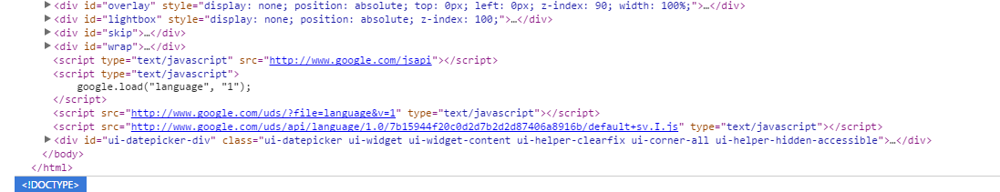 ▶<div id="overlay" style="display: none; position: absolute; top: 0px; left: 0px; z-index: 90; width: 100%;">…</div>
▶<div id="lightbox" style="display: none; position: absolute; z-index: 100;">…</div>
▶<div id="skip">…</div>
▶<div id="wrap">…</div>
<script type="text/javascript" src="http://www.google.com/jsapi"></script>
<script type="text/javascript">
google.load("language", "1");
</script>
<script src="http://www.google.com/uds/?file=language&v=1" type="text/javascript"></script>
<script src="http://www.google.com/uds/api/language/1.0/7b15944f20c0d2d7b2d2d87406a8916b/default+sv.I.js" type="text/javascript"></script>
▶<div id="ui-datepicker-div" class="ui-datepicker ui-widget ui-widget-content ui-helper-clearfix ui-corner-all ui-helper-hidden-accessible">…</div>
</body>
</html>
<!DOCTYPE>